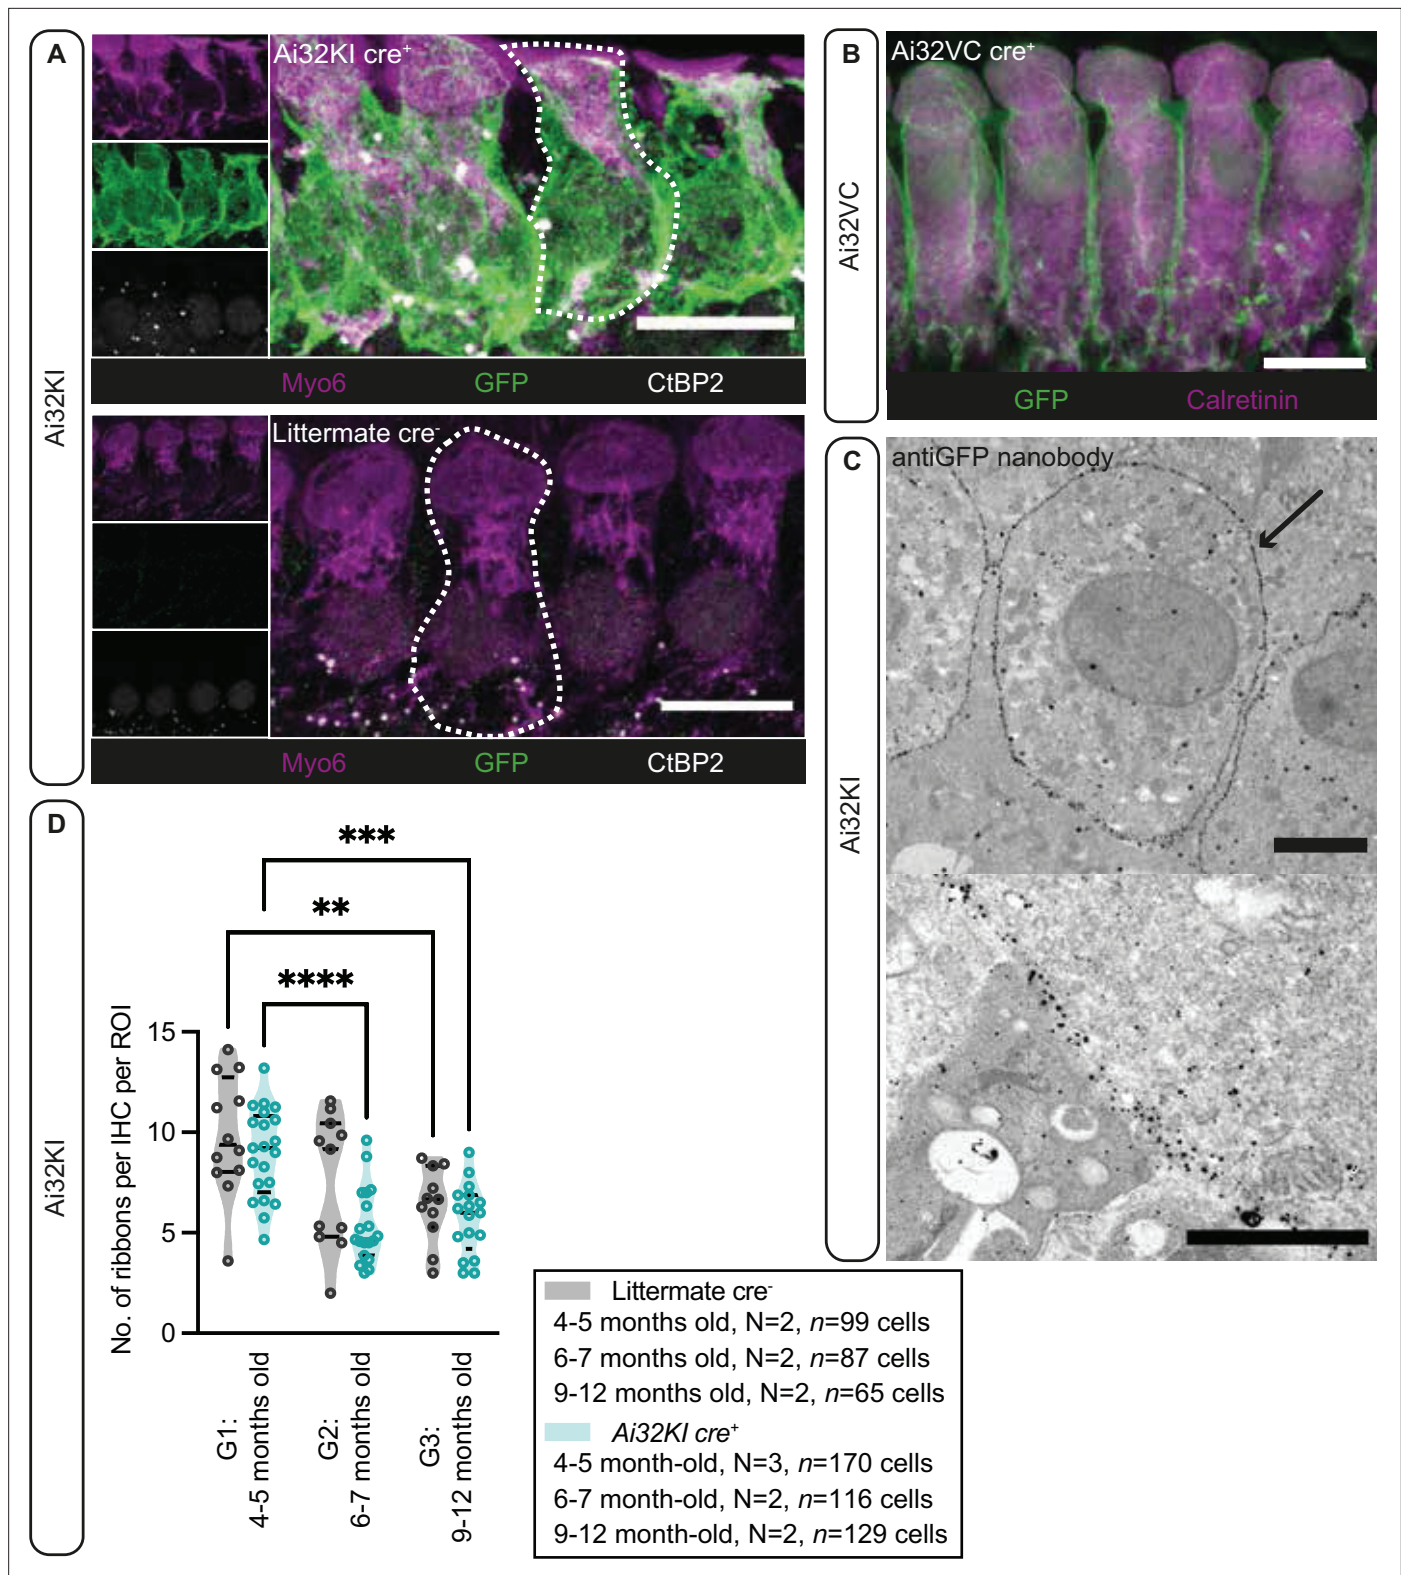 A
Ai32KI
Ai32KI cre+
Myo6 GFP CtBP2
Littermate cre-
Myo6 GFP CtBP2
B
Ai32VC
Ai32VC cre+
GFP Calretinin
C
Ai32KI
antiGFP nanobody
D
Ai32KI
***
**
****
No. of ribbons per IHC per ROI
15
10
5
0
G1:
4-5 months old
G2:
6-7 months old
G3:
9-12 months old
Littermate cre-
4-5 months old, N=2, n=99 cells
6-7 months old, N=2, n=87 cells
9-12 months old, N=2, n=65 cells
Ai32KI cre+
4-5 month-old, N=3, n=170 cells
6-7 month-old, N=2, n=116 cells
9-12 month-old, N=2, n=129 cells